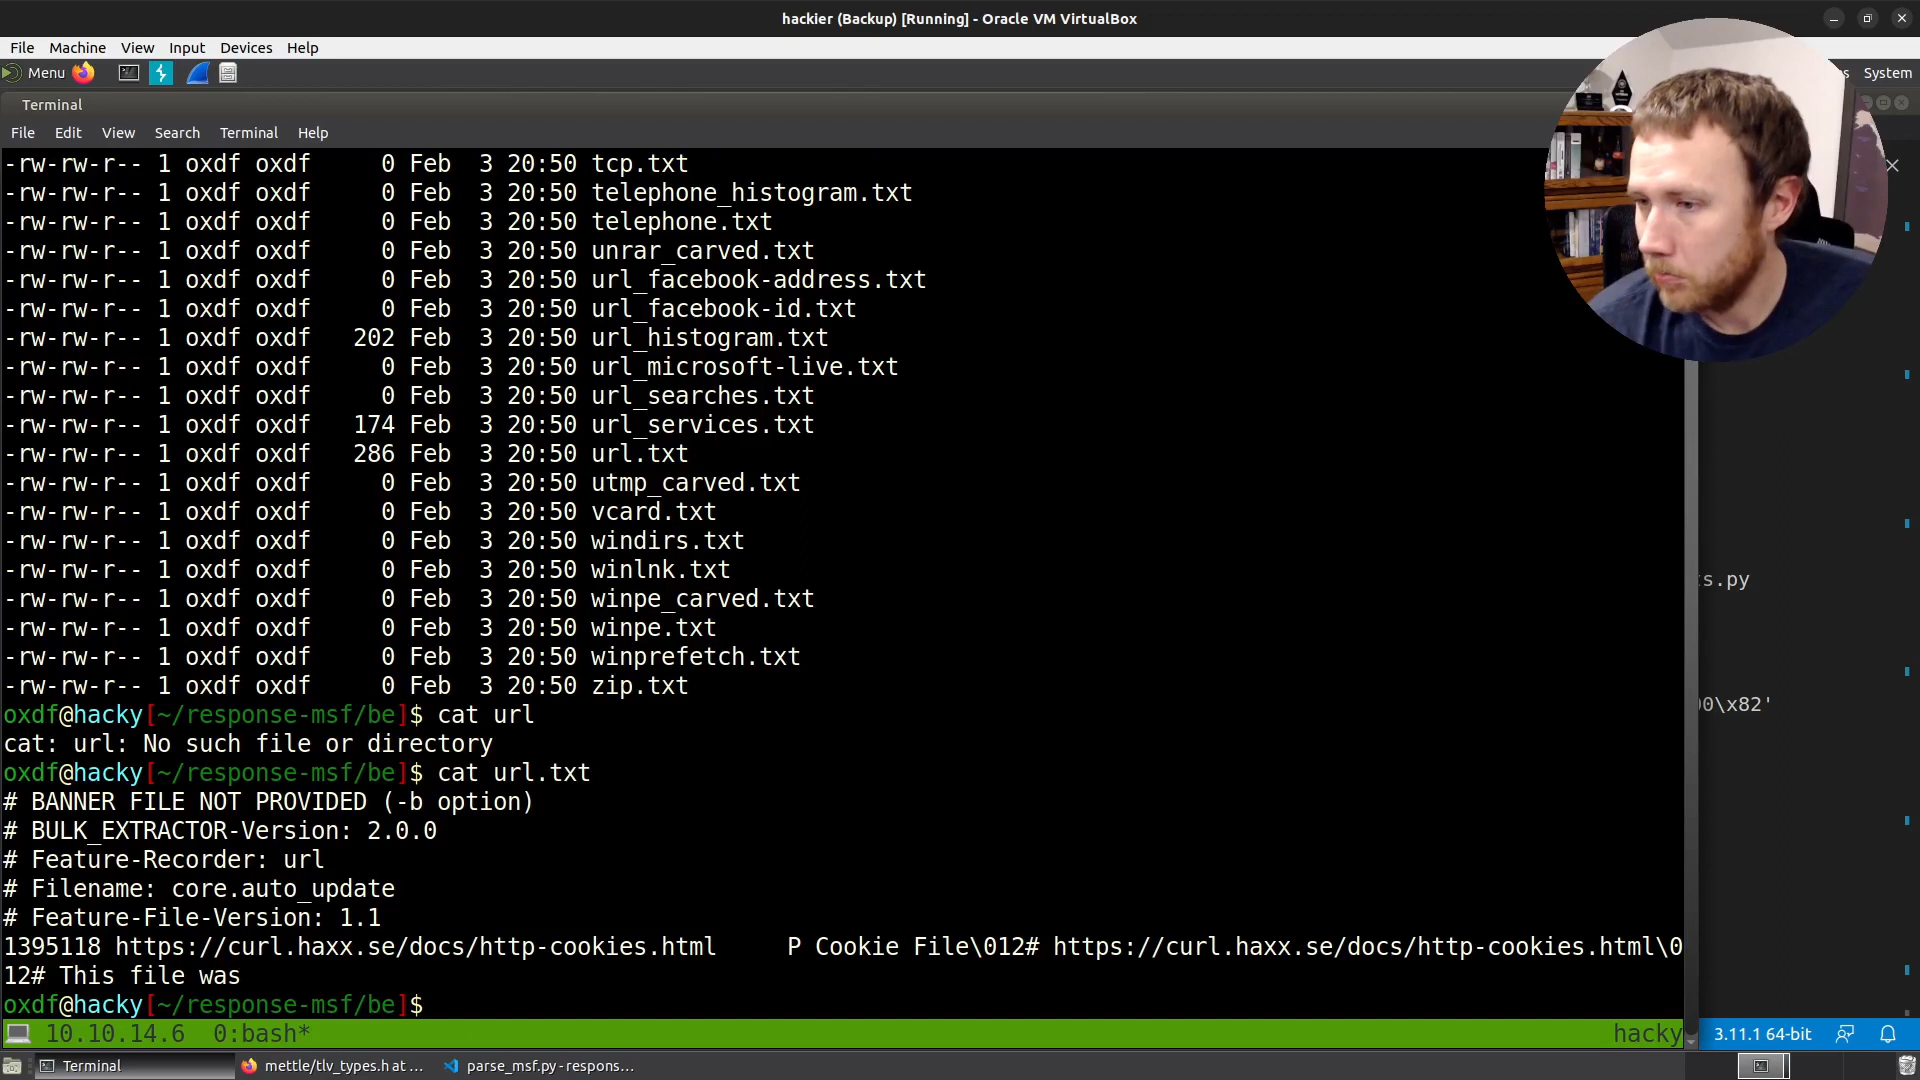 hackier (Backup) [Running] - Oracle VM VirtualBox
File Machine View Input Devices Help
Menu
System
Terminal
File Edit View Search Terminal Help
-rw-rw-r-- 1 oxdf oxdf 0 Feb 3 20:50 tcp.txt
-rw-rw-r-- 1 oxdf oxdf 0 Feb 3 20:50 telephone_histogram.txt
-rw-rw-r-- 1 oxdf oxdf 0 Feb 3 20:50 telephone.txt
-rw-rw-r-- 1 oxdf oxdf 0 Feb 3 20:50 unrar_carved.txt
-rw-rw-r-- 1 oxdf oxdf 0 Feb 3 20:50 url_facebook-address.txt
-rw-rw-r-- 1 oxdf oxdf 0 Feb 3 20:50 url_facebook-id.txt
-rw-rw-r-- 1 oxdf oxdf 202 Feb 3 20:50 url_histogram.txt
-rw-rw-r-- 1 oxdf oxdf 0 Feb 3 20:50 url_microsoft-live.txt
-rw-rw-r-- 1 oxdf oxdf 0 Feb 3 20:50 url_searches.txt
-rw-rw-r-- 1 oxdf oxdf 174 Feb 3 20:50 url_services.txt
-rw-rw-r-- 1 oxdf oxdf 286 Feb 3 20:50 url.txt
-rw-rw-r-- 1 oxdf oxdf 0 Feb 3 20:50 utmp_carved.txt
-rw-rw-r-- 1 oxdf oxdf 0 Feb 3 20:50 vcard.txt
-rw-rw-r-- 1 oxdf oxdf 0 Feb 3 20:50 windirs.txt
-rw-rw-r-- 1 oxdf oxdf 0 Feb 3 20:50 winlnk.txt
-rw-rw-r-- 1 oxdf oxdf 0 Feb 3 20:50 winpe_carved.txt
-rw-rw-r-- 1 oxdf oxdf 0 Feb 3 20:50 winpe.txt
-rw-rw-r-- 1 oxdf oxdf 0 Feb 3 20:50 winprefetch.txt
-rw-rw-r-- 1 oxdf oxdf 0 Feb 3 20:50 zip.txt
oxdf@hacky[~/response-msf/be]$ cat url
cat: url: No such file or directory
oxdf@hacky[~/response-msf/be]$ cat url.txt
# BANNER FILE NOT PROVIDED (-b option)
# BULK_EXTRACTOR-Version: 2.0.0
# Feature-Recorder: url
# Filename: core.auto_update
# Feature-File-Version: 1.1
1395118 https://curl.haxx.se/docs/http-cookies.html P Cookie File\012# https://curl.haxx.se/docs/http-cookies.html\0
12# This file was
oxdf@hacky[~/response-msf/be]$
s.py
0\x82'
10.10.14.6 0:bash* hacky
3.11.1 64-bit
Terminal
mettle/tlv_types.h at ...
parse_msf.py - respons...